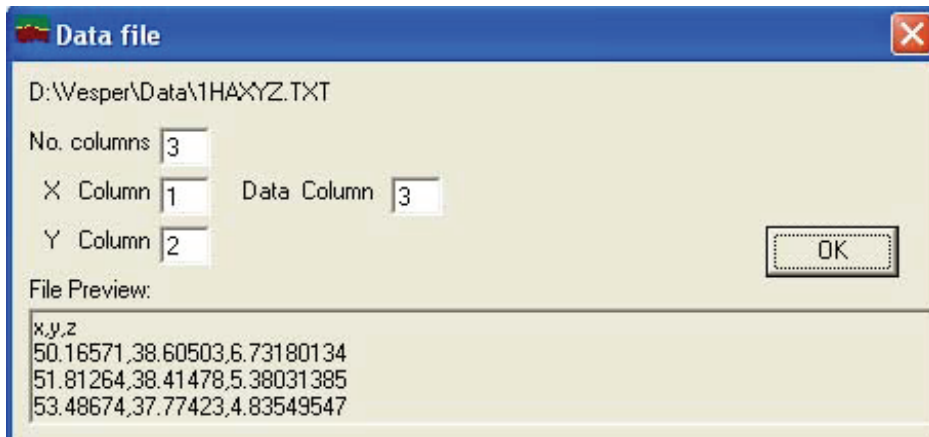 Data file
D:\Vesper\Data\1HAXYZ.TXT
No. columns 3
X Column 1 Data Column 3
Y Column 2
OK
File Preview:
x,y,z
50.16571,38.60503,6.73180134
51.81264,38.41478,5.38031385
53.48674,37.77423,4.83549547